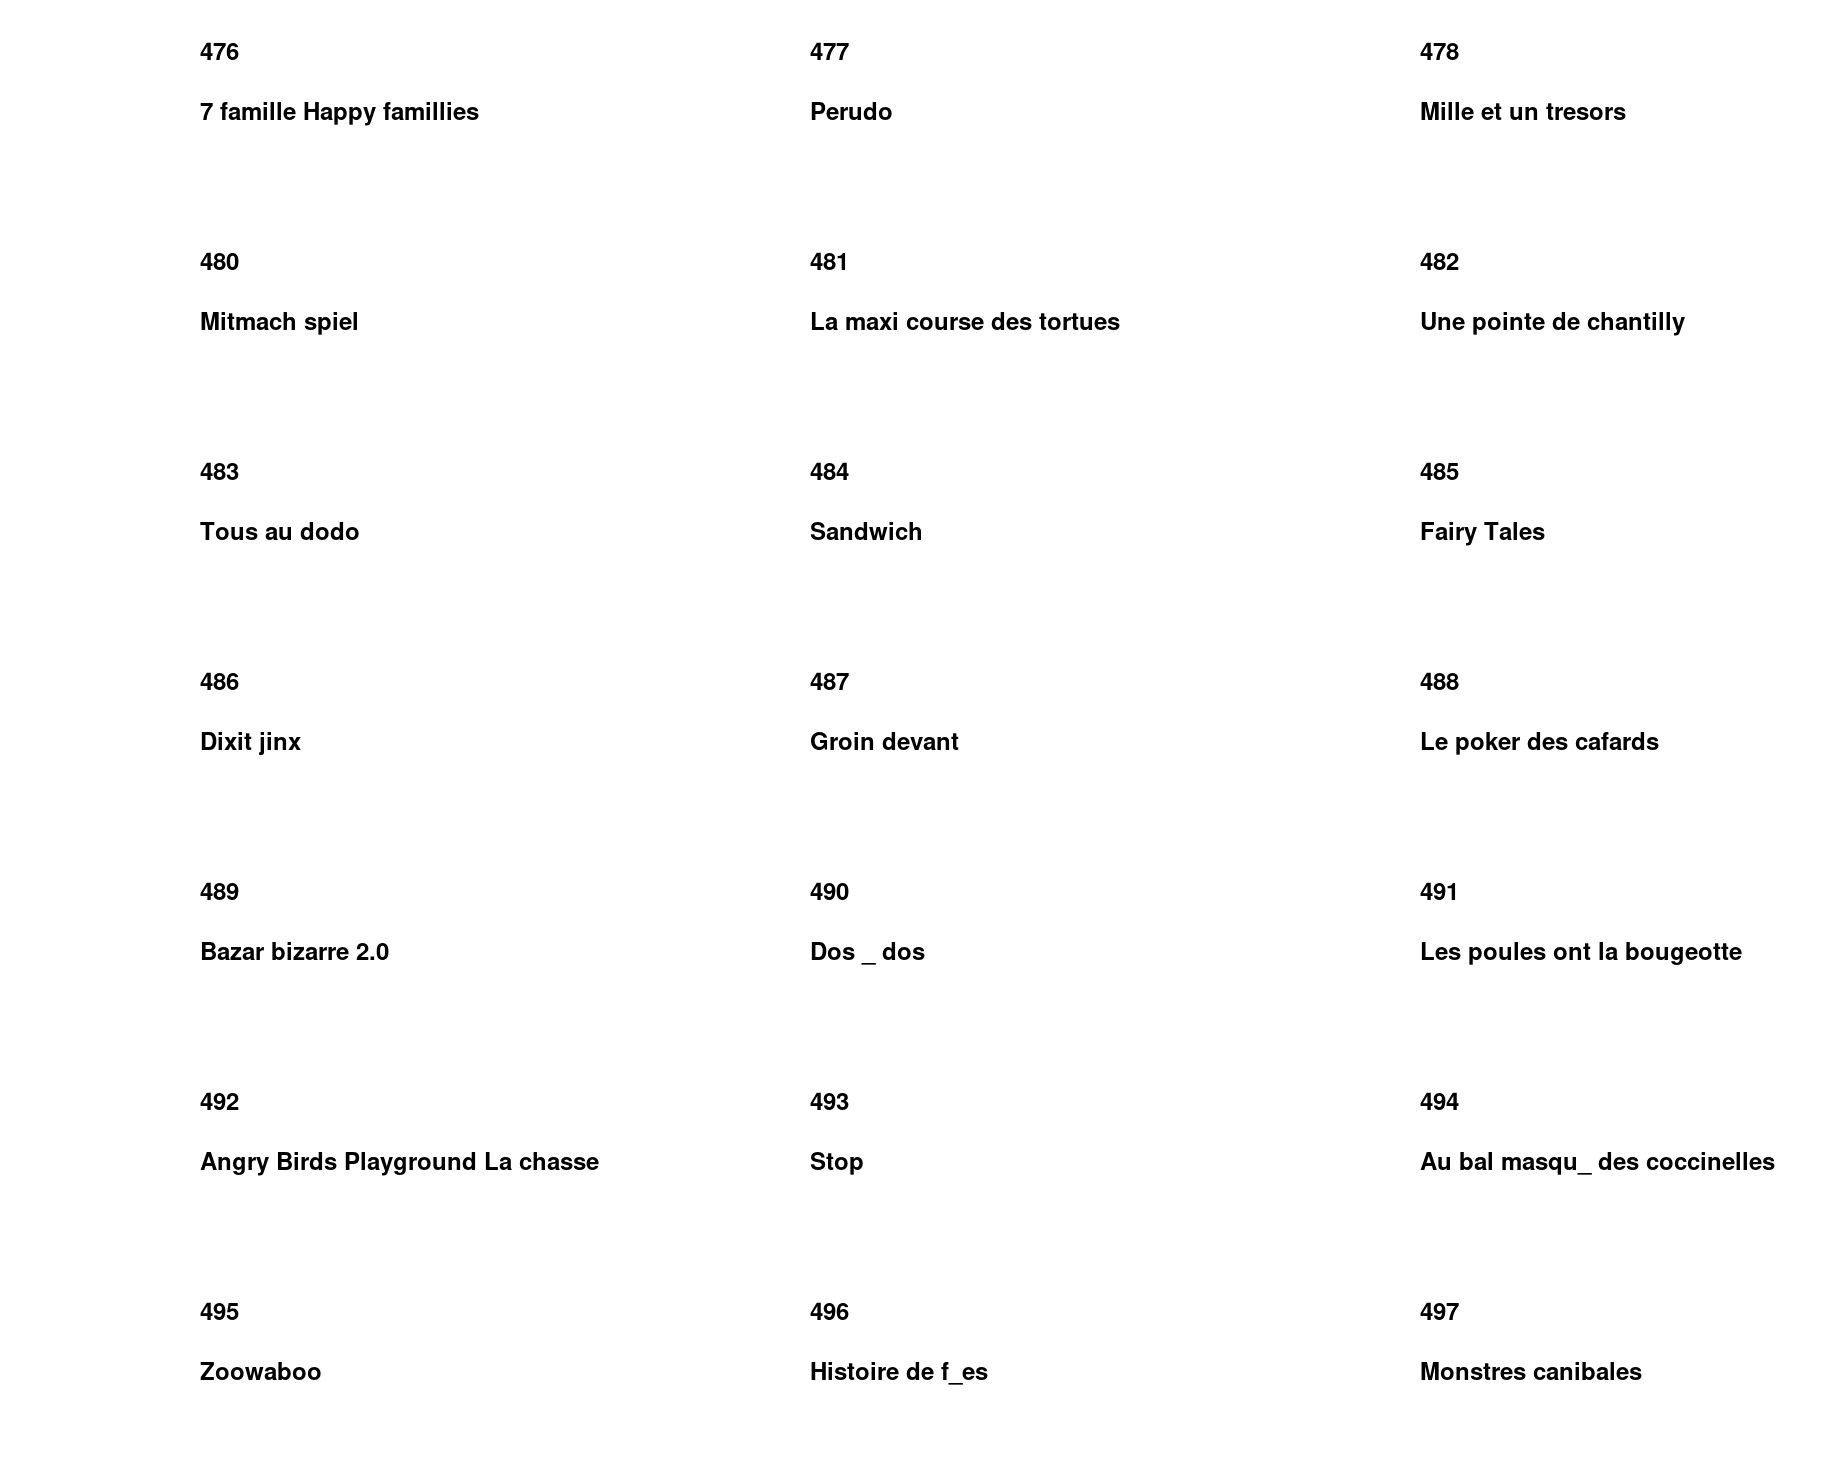 476
7 famille Happy famillies
477
Perudo
478
Mille et un tresors
480
Mitmach spiel
481
La maxi course des tortues
482
Une pointe de chantilly
483
Tous au dodo
484
Sandwich
485
Fairy Tales
486
Dixit jinx
487
Groin devant
488
Le poker des cafards
489
Bazar bizarre 2.0
490
Dos _ dos
491
Les poules ont la bougeotte
492
Angry Birds Playground La chasse
493
Stop
494
Au bal masqu_ des coccinelles
495
Zoowaboo
496
Histoire de f_es
497
Monstres canibales